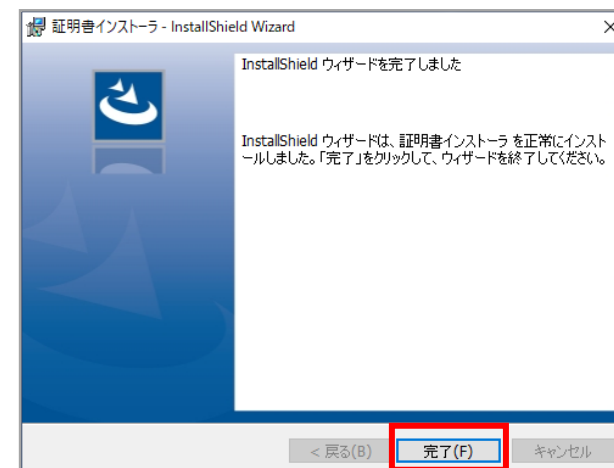 証明書インストーラ - InstallShield Wizard
InstallShield ウィザードを完了しました
InstallShield ウィザードは、証明書インストーラ を正常にインスト
ールしました。「完了」をクリックして、ウィザードを終了してください。
< 戻る(B) 完了(F) キャンセル